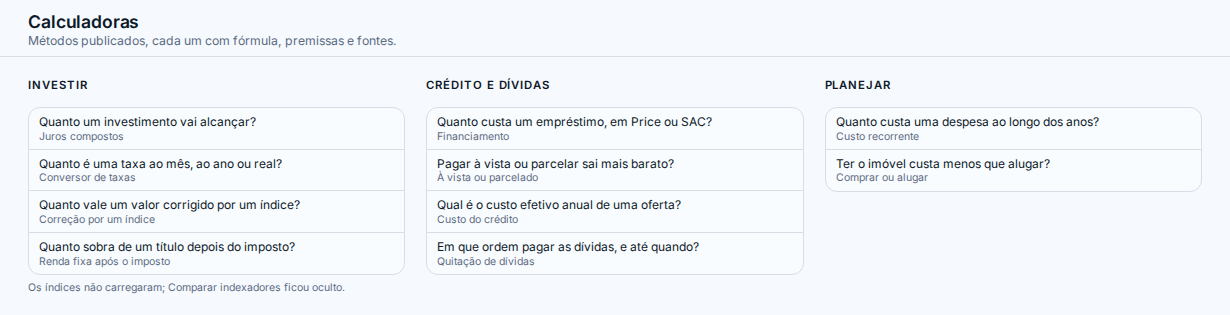 Calculadoras
Métodos publicados, cada um com fórmula, premissas e fontes.
INVESTIR
Quanto um investimento vai alcançar?
Juros compostos
Quanto é uma taxa ao mês, ao ano ou real?
Conversor de taxas
Quanto vale um valor corrigido por um índice?
Correção por um índice
Quanto sobra de um título depois do imposto?
Renda fixa após o imposto
Os índices não carregaram; Comparar indexadores ficou oculto.
CRÉDITO E DÍVIDAS
Quanto custa um empréstimo, em Price ou SAC?
Financiamento
Pagar à vista ou parcelar sai mais barato?
À vista ou parcelado
Qual é o custo efetivo anual de uma oferta?
Custo do crédito
Em que ordem pagar as dívidas, e até quando?
Quitação de dívidas
PLANEJAR
Quanto custa uma despesa ao longo dos anos?
Custo recorrente
Ter o imóvel custa menos que alugar?
Comprar ou alugar